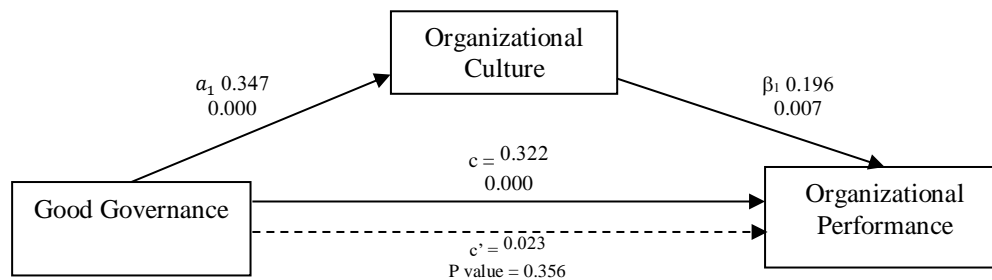 Organizational
Culture
𝑎₁ 0.347
0.000
β₁ 0.196
0.007
c = 0.322
0.000
Good Governance
Organizational
Performance
c’ = 0.023
P value = 0.356